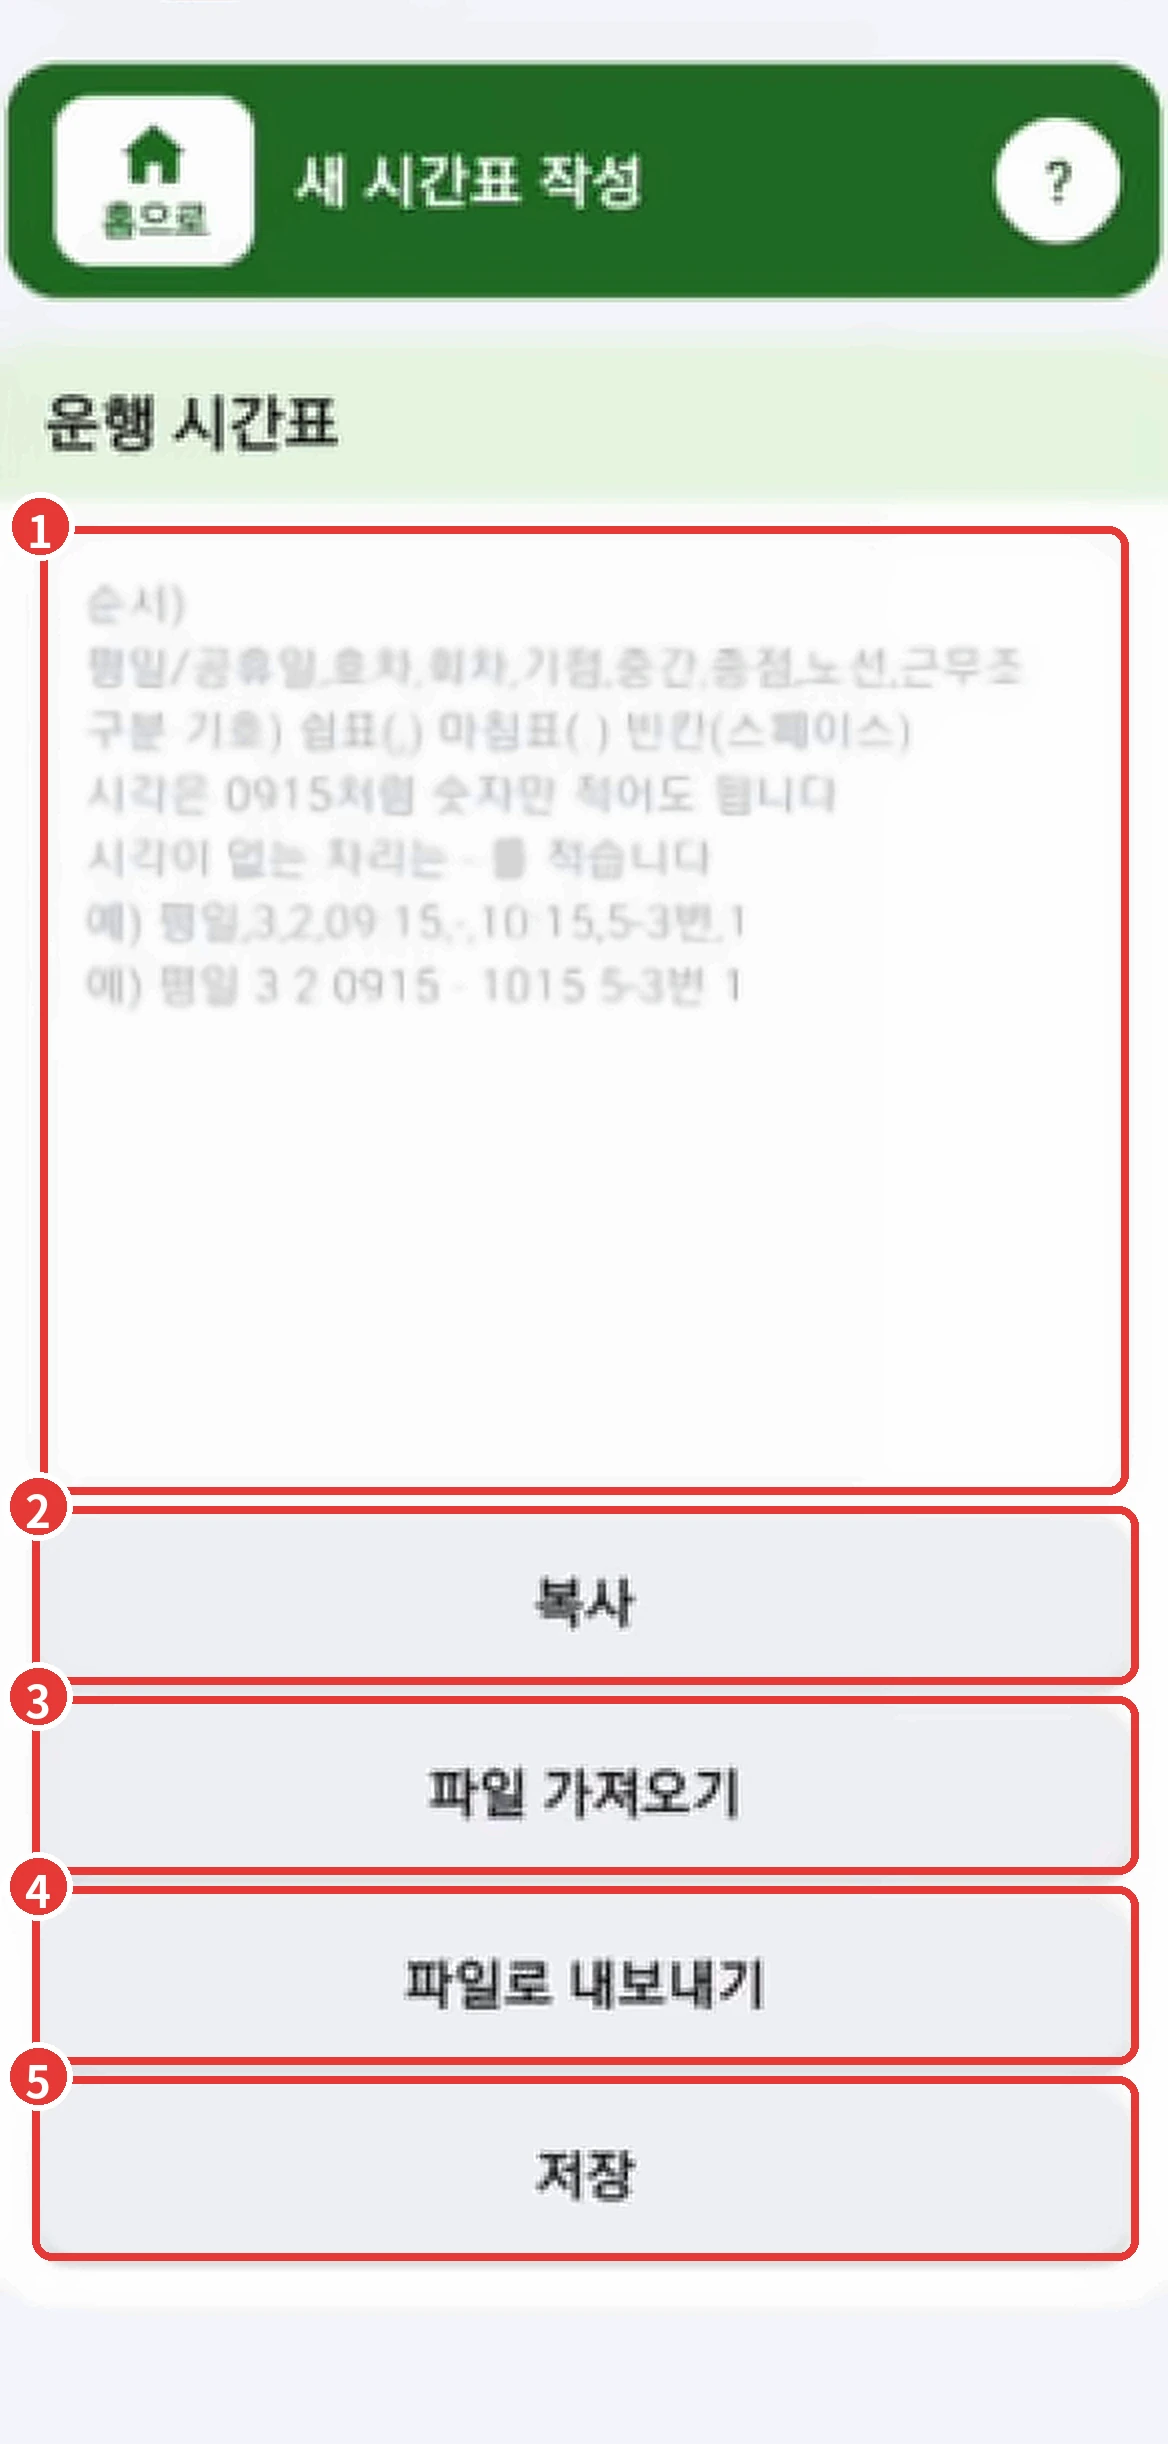 홈으로
새 시간표 작성
?
운행 시간표
1
순서)
평일/공휴일,호차,회차,기점,중간,종점,노선,근무조
구분 기호) 쉼표(,) 마침표( ) 빈칸(스페이스)
시각은 0915처럼 숫자만 적어도 됩니다
시각이 없는 자리는 - 를 적습니다
예) 평일,3,2,09 15,-,10 15,5-3번,1
예) 평일 3 2 0915 - 1015 5-3번 1
2
복사
3
파일 가져오기
4
파일로 내보내기
5
저장